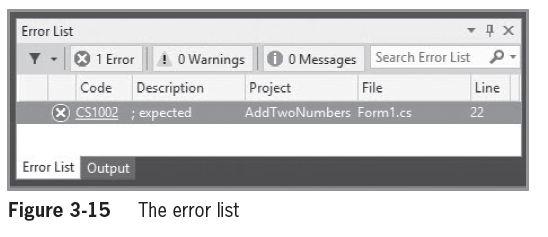 Error List
1 Error ! 0 Warnings i 0 Messages Search Error List
Code Description Project File Line
CS1002 ; expected AddTwoNumbers Form1.cs 22
Error List Output
Figure 3-15 The error list